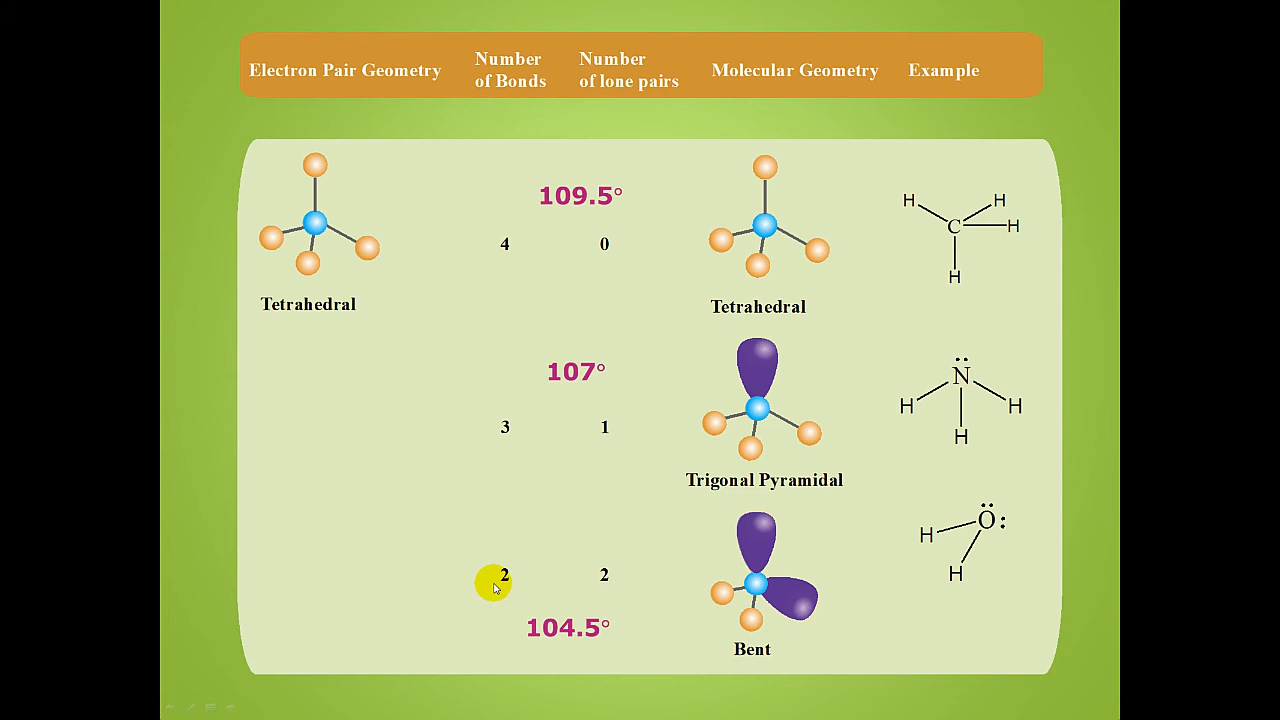 Electron Pair Geometry
Number
of Bonds
Number
of lone pairs
Molecular Geometry
Example
109.5°
4 0
Tetrahedral
Tetrahedral
H H
C H
H
107°
3 1
Trigonal Pyramidal
N
H H
H
2 2
104.5°
Bent
O
H
H